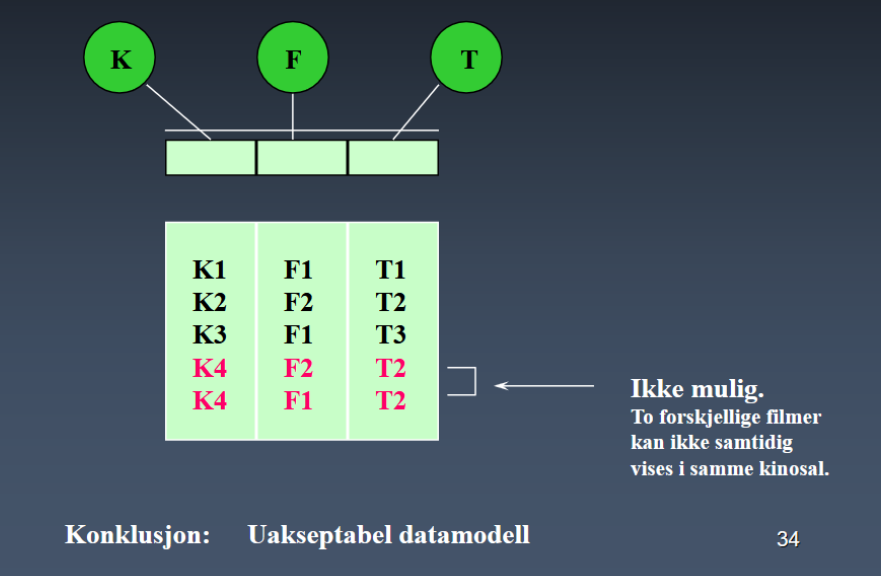 K F T
K1 F1 T1
K2 F2 T2
K3 F1 T3
K4 F2 T2
K4 F1 T2
Ikke mulig.
To forskjellige filmer
kan ikke samtidig
vises i samme kinosal.
Konklusjon: Uakseptabel datamodell
34